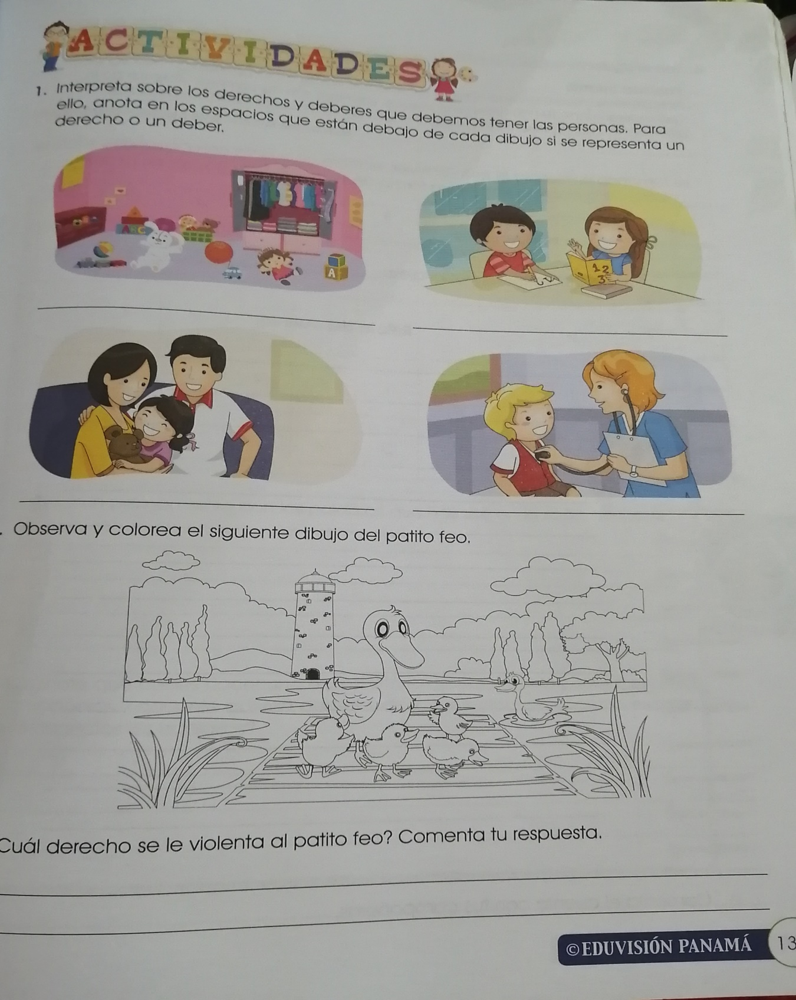 ACTIVIDADES
1. Interpreta sobre los derechos y deberes que debemos tener las personas. Para
ello, anota en los espacios que están debajo de cada dibujo si se representa un
derecho o un deber.
ABC
A
12
3
. Observa y colorea el siguiente dibujo del patito feo.
Cuál derecho se le violenta al patito feo? Comenta tu respuesta.
© EDUVISIÓN PANAMÁ
13